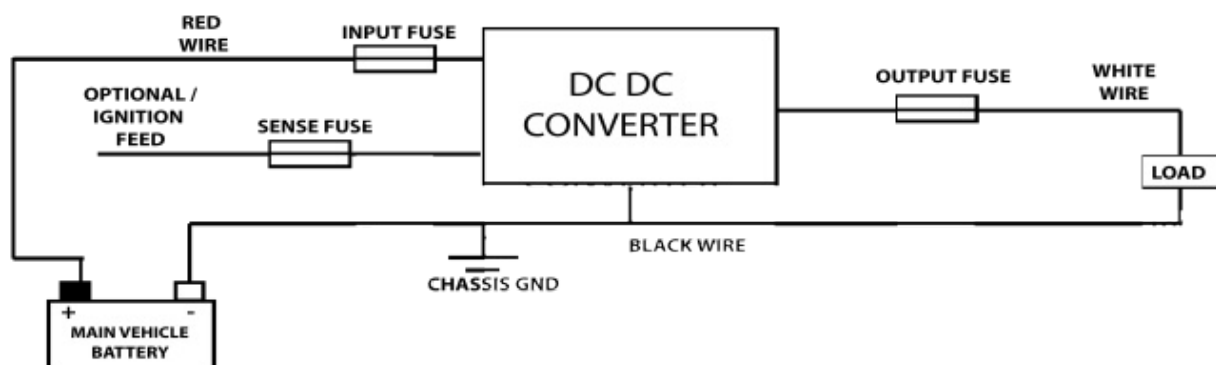 RED
WIRE
INPUT FUSE
DC DC
CONVERTER
OUTPUT FUSE
WHITE
WIRE
OPTIONAL /
IGNITION
FEED
SENSE FUSE
LOAD
BLACK WIRE
CHASSIS GND
+ -
MAIN VEHICLE
BATTERY